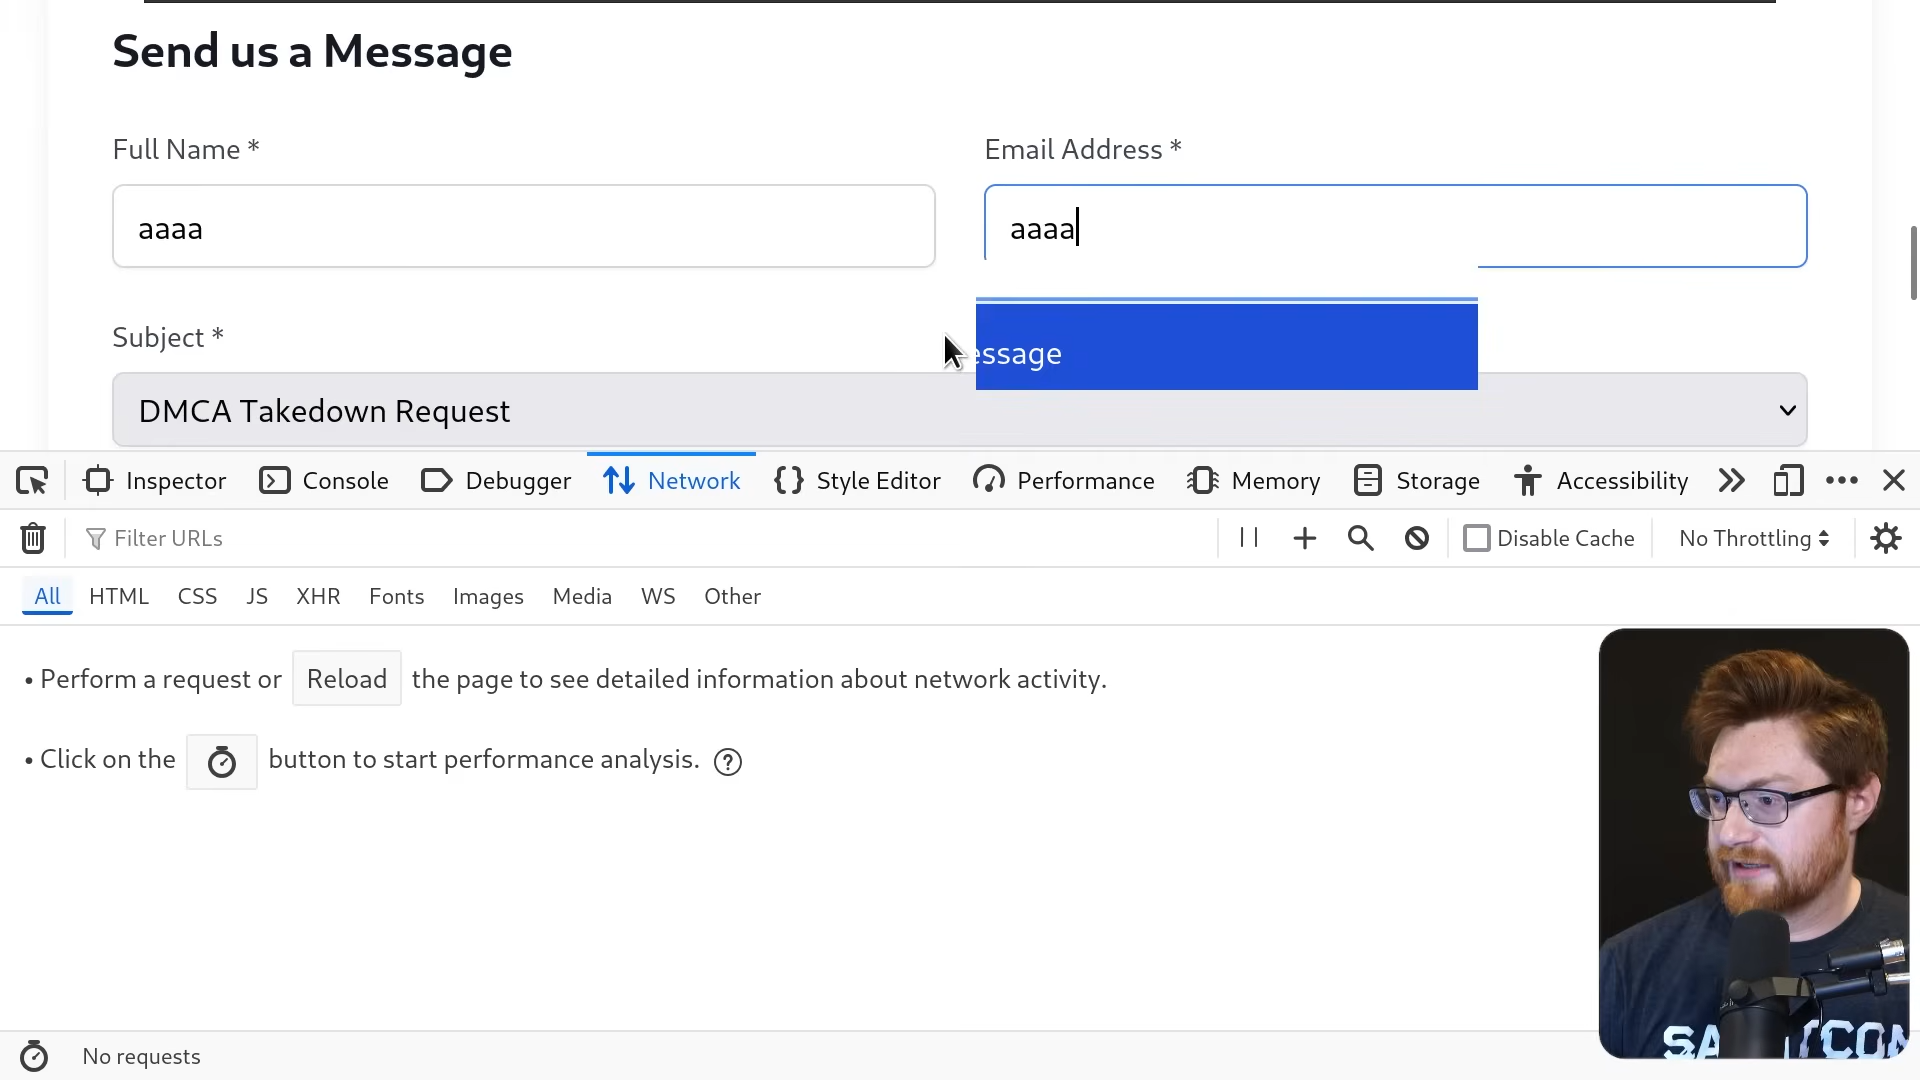 Send us a Message
Full Name *
Email Address *
aaaa
aaaa
Subject *
essage
DMCA Takedown Request
Inspector
Console
Debugger
Network
Style Editor
Performance
Memory
Storage
Accessibility
Filter URLs
Disable Cache
No Throttling
All
HTML
CSS
JS
XHR
Fonts
Images
Media
WS
Other
• Perform a request or Reload the page to see detailed information about network activity.
• Click on the button to start performance analysis.
No requests